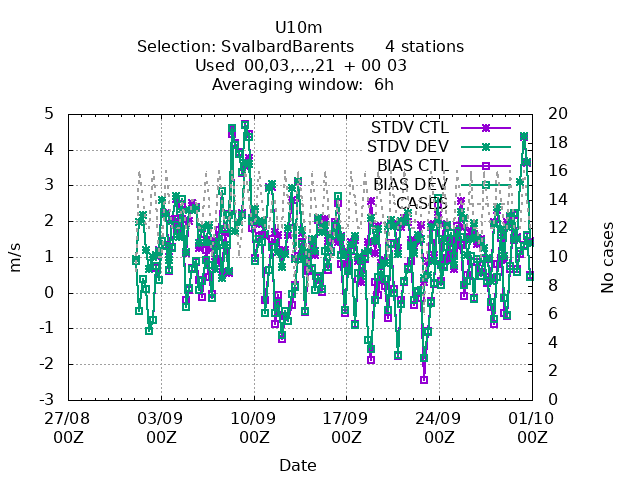 U10m
Selection: SvalbardBarents      4 stations
Used  00,03,...,21  + 00 03
Averaging window:  6h
5
4
3
2
1
0
-1
-2
-3
m/s
20
18
16
14
12
10
8
6
4
2
0
No cases
STDV CTL
STDV DEV
BIAS CTL
BIAS DEV
CASES
27/08 03/09 10/09 17/09 24/09 01/10
00Z 00Z 00Z 00Z 00Z 00Z
Date